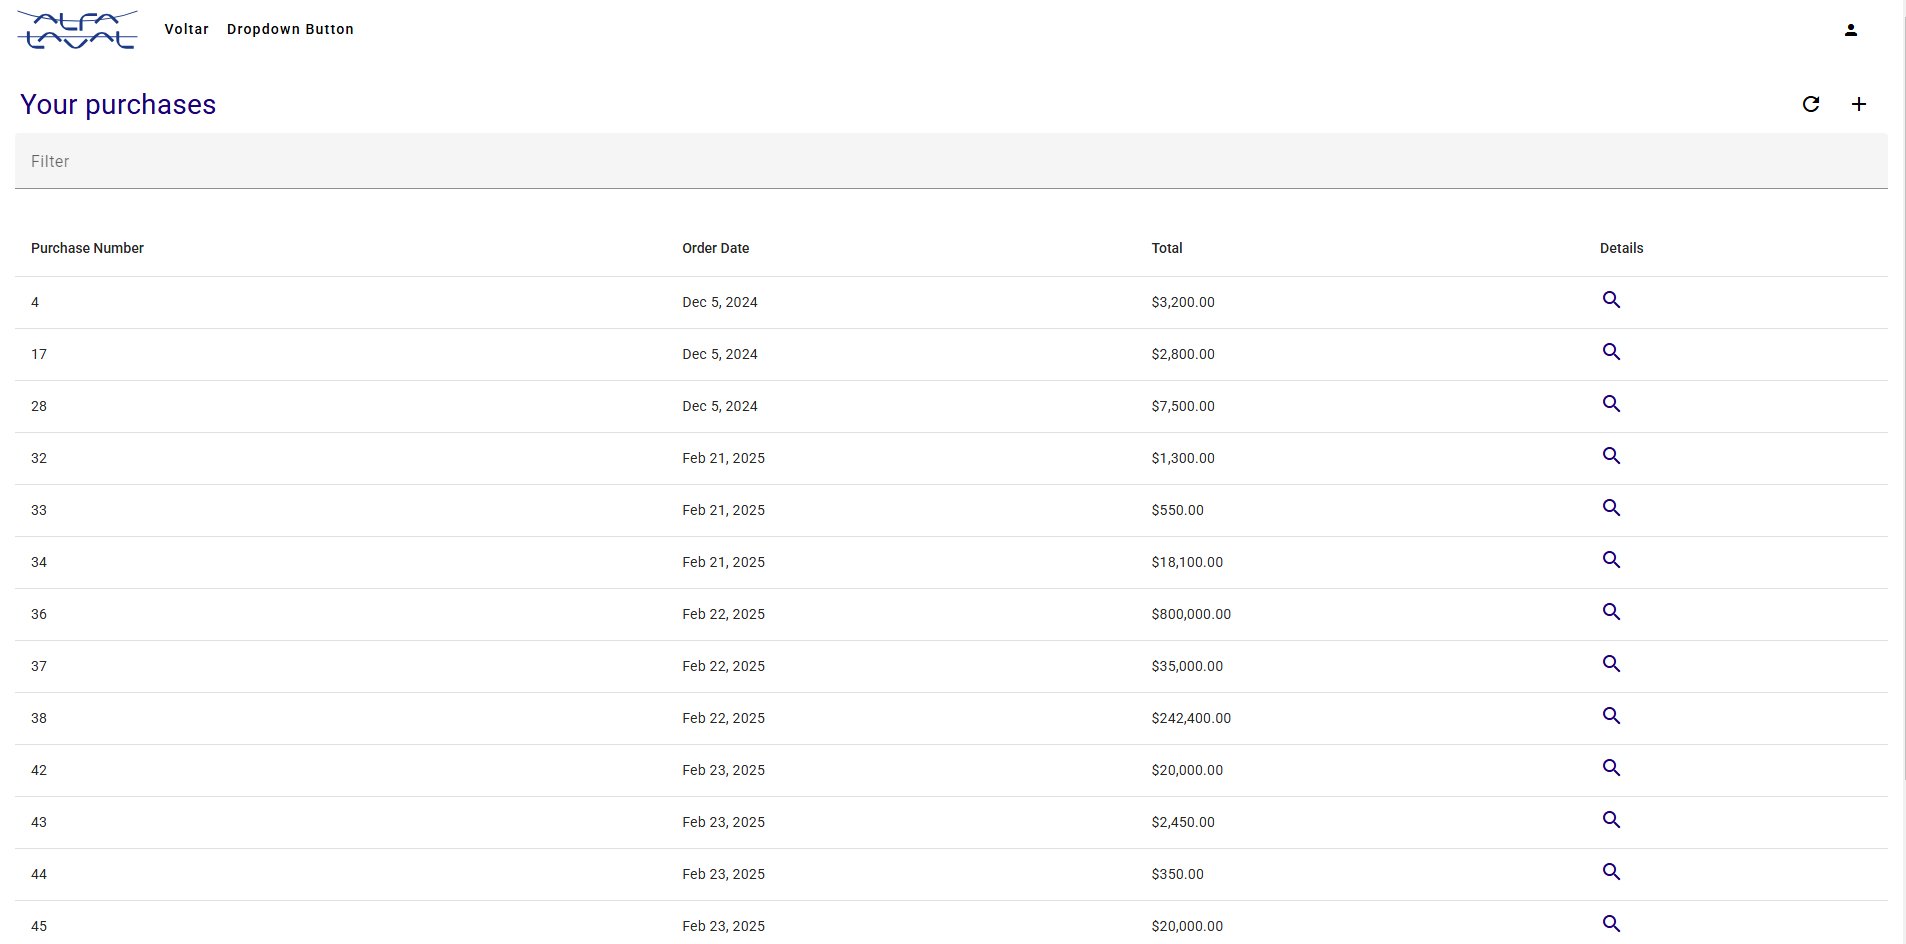 ALFA
LAVAL
Voltar Dropdown Button
Your purchases
Filter
Purchase Number Order Date Total Details
4 Dec 5, 2024 $3,200.00
17 Dec 5, 2024 $2,800.00
28 Dec 5, 2024 $7,500.00
32 Feb 21, 2025 $1,300.00
33 Feb 21, 2025 $550.00
34 Feb 21, 2025 $18,100.00
36 Feb 22, 2025 $800,000.00
37 Feb 22, 2025 $35,000.00
38 Feb 22, 2025 $242,400.00
42 Feb 23, 2025 $20,000.00
43 Feb 23, 2025 $2,450.00
44 Feb 23, 2025 $350.00
45 Feb 23, 2025 $20,000.00